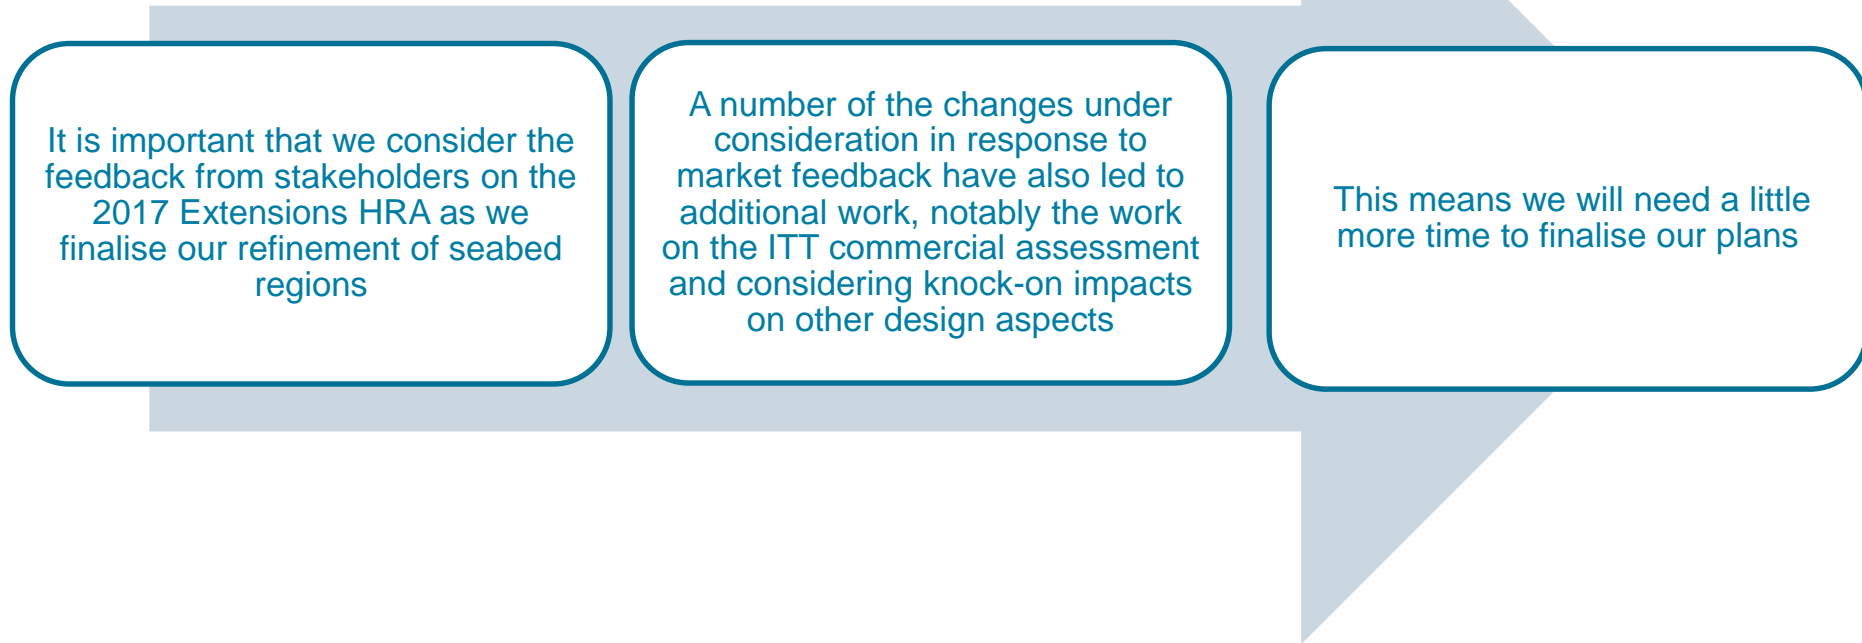 It is important that we consider the
feedback from stakeholders on the
2017 Extensions HRA as we
finalise our refinement of seabed
regions
A number of the changes under
consideration in response to
market feedback have also led to
additional work, notably the work
on the ITT commercial assessment
and considering knock-on impacts
on other design aspects
This means we will need a little
more time to finalise our plans